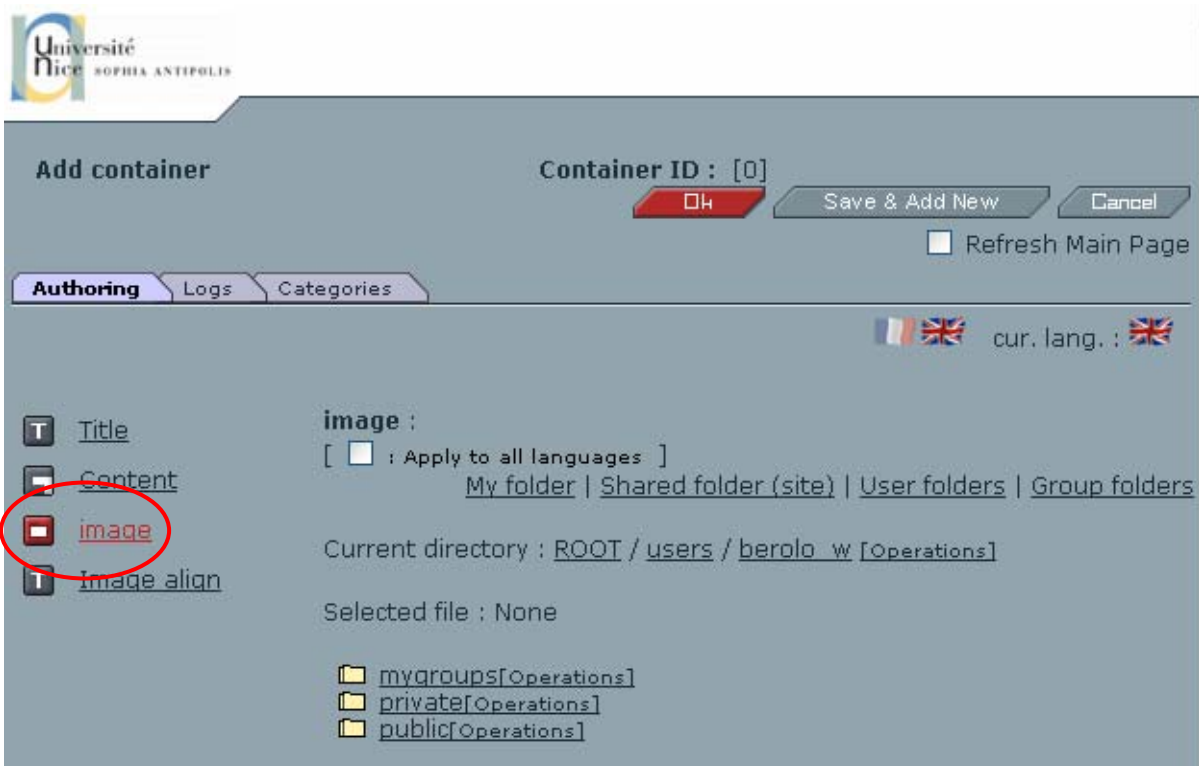 Université
Nice SOPHIA ANTIPOLIS
Add container
Container ID : [0]
Ok
Save & Add New
Cancel
Refresh Main Page
Authoring
Logs
Categories
cur. lang. :
T Title
Content
image
T Image align
image :
[ : Apply to all languages ]
My folder | Shared folder (site) | User folders | Group folders
Current directory : ROOT / users / berolo_w [Operations]
Selected file : None
mygroups[Operations]
private[Operations]
public[Operations]